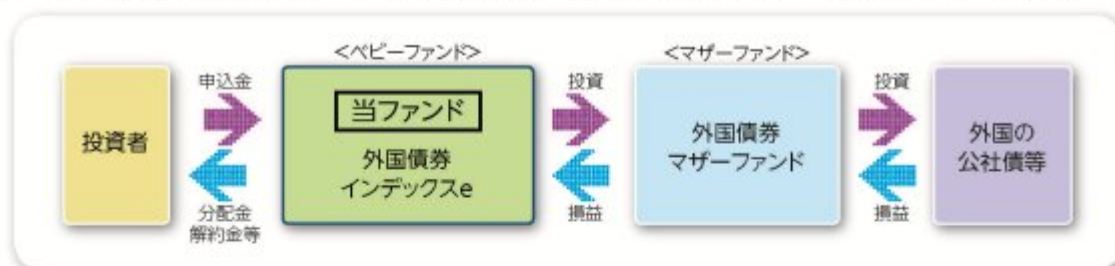 <ベビーファンド>
<マザーファンド>
投資者
申込金
分配金
解約金等
当ファンド
外国債券
インデックスe
投資
損益
外国債券
マザーファンド
投資
損益
外国の
公社債等